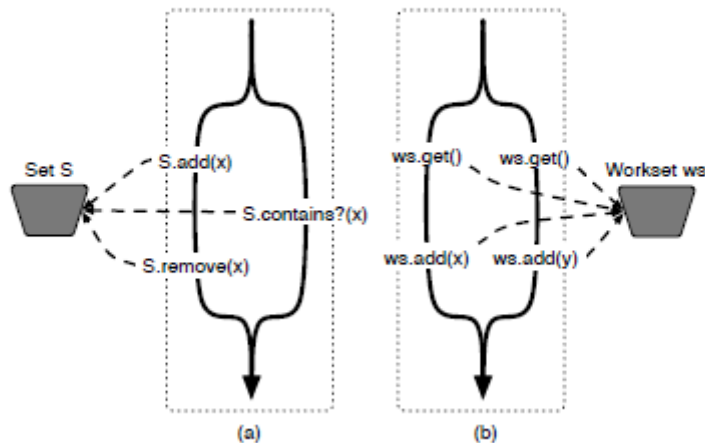 Set S
S.add(x)
S.contains?(x)
S.remove(x)
(a)
ws.get()
ws.get()
Workset ws
ws.add(x)
ws.add(y)
(b)